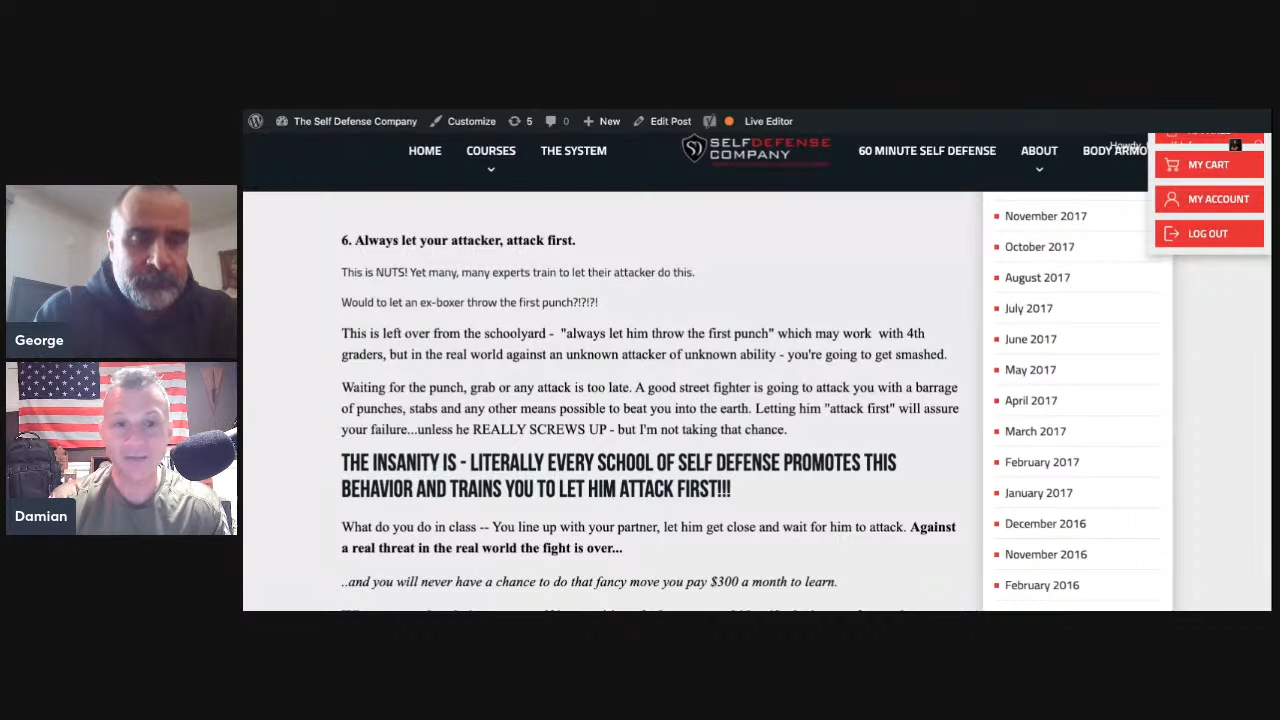 The Self Defense Company Customize 5 0 New Edit Post Live Editor
HOME COURSES THE SYSTEM SELFDEFENSE COMPANY 60 MINUTE SELF DEFENSE ABOUT BODY ARMO
MY CART
MY ACCOUNT
LOG OUT
6. Always let your attacker, attack first.
This is NUTS! Yet many, many experts train to let their attacker do this.
Would to let an ex-boxer throw the first punch?!?!?!
This is left over from the schoolyard - "always let him throw the first punch" which may work with 4th
graders, but in the real world against an unknown attacker of unknown ability - you're going to get smashed.
Waiting for the punch, grab or any attack is too late. A good street fighter is going to attack you with a barrage
of punches, stabs and any other means possible to beat you into the earth. Letting him "attack first" will assure
your failure...unless he REALLY SCREWS UP - but I'm not taking that chance.
THE INSANITY IS - LITERALLY EVERY SCHOOL OF SELF DEFENSE PROMOTES THIS
BEHAVIOR AND TRAINS YOU TO LET HIM ATTACK FIRST!!!
What do you do in class -- You line up with your partner, let him get close and wait for him to attack. Against
a real threat in the real world the fight is over...
..and you will never have a chance to do that fancy move you pay $300 a month to learn.
November 2017
October 2017
August 2017
July 2017
June 2017
May 2017
April 2017
March 2017
February 2017
January 2017
December 2016
November 2016
February 2016
George
Damian